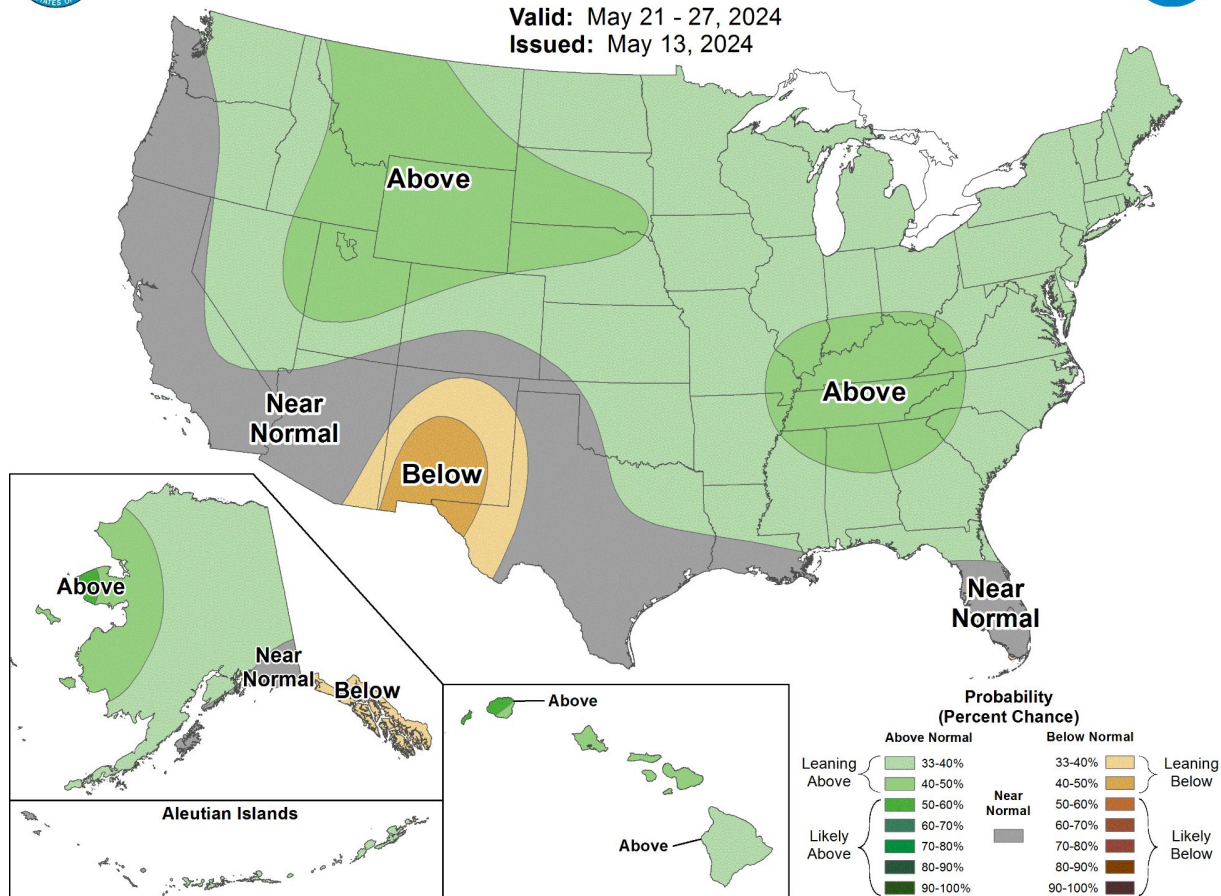 STATES OF
Valid: May 21 - 27, 2024
Issued: May 13, 2024
Above
Near
Normal
Below
Above
Near
Normal
Above
Near
Normal
Below
Aleutian Islands
Above
Above
Probability
(Percent Chance)
Above Normal
Below Normal
Leaning
Above
33-40%
40-50%
Likely
Above
50-60%
60-70%
70-80%
80-90%
90-100%
Near
Normal
33-40%
40-50%
Leaning
Below
50-60%
60-70%
70-80%
80-90%
90-100%
Likely
Below